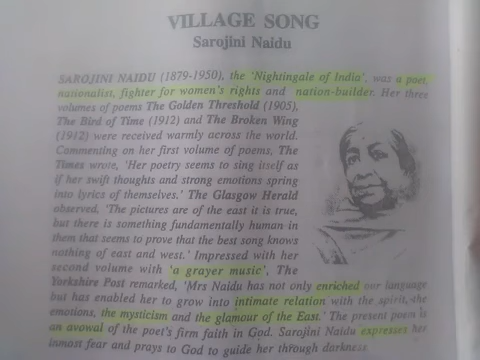 VILLAGE SONG
Sarojini Naidu
SAROJINI NAIDU (1879-1950), the 'Nightingale of India', was a poet,
nationalist, fighter for women's rights and nation-builder. Her three
volumes of poems The Golden Threshold (1905),
The Bird of Time (1912) and The Broken Wing
(1912) were received warmly across the world.
Commenting on her first volume of poems, The
Times wrote, 'Her poetry seems to sing itself as
if her swift thoughts and strong emotions spring
into lyrics of themselves.' The Glasgow Herald
observed, 'The pictures are of the east it is true,
but there is something fundamentally human in
them that seems to prove that the best song knows
nothing of east and west.' Impressed with her
second volume with 'a grayer music', The
Yorkshire Post remarked, 'Mrs Naidu has not only enriched our language
but has enabled her to grow into intimate relation with the spirit, the
emotions, the mysticism and the glamour of the East.' The present poem is
an avowal of the poet's firm faith in God. Sarojini Naidu expresses her
inmost fear and prays to God to guide her through darkness.